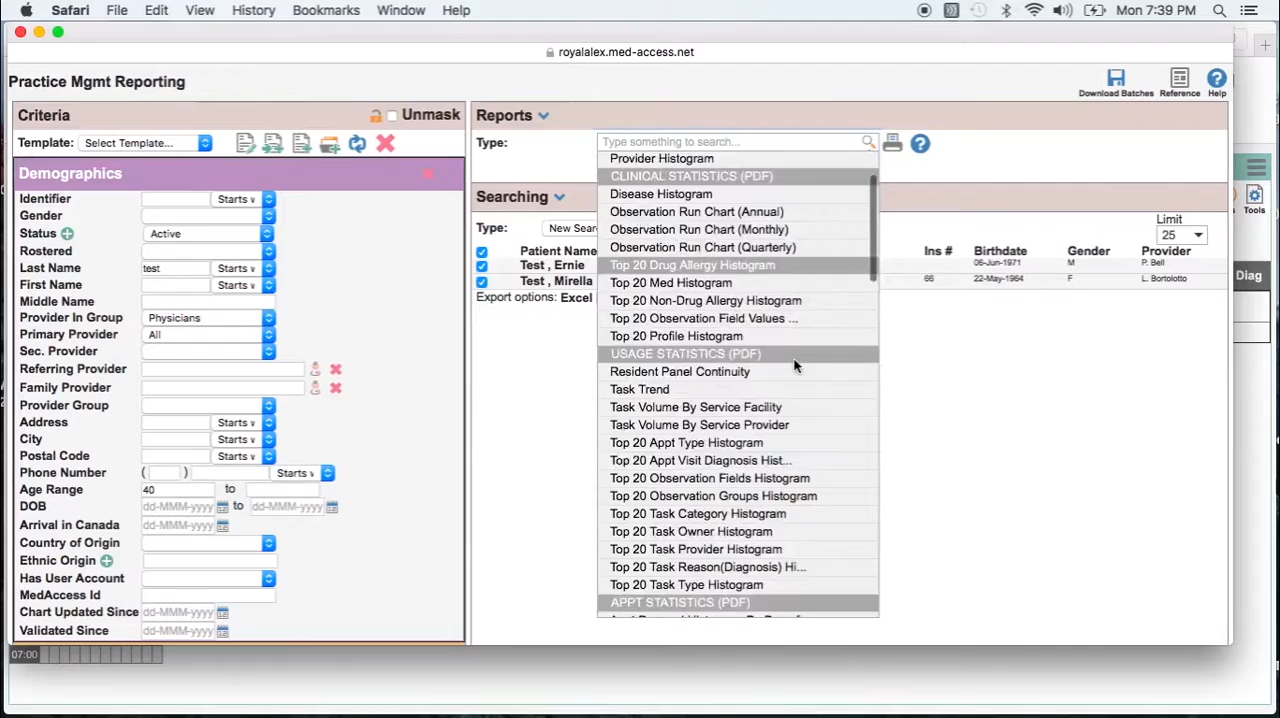 Safari File Edit View History Bookmarks Window Help Mon 7:39 PM
royalalex.med-access.net
Practice Mgmt Reporting
Download Batches Reference Help
Criteria
Unmask
Template: Select Template...
Demographics
Identifier Starts
Gender
Status Active
Rostered
Last Name test Starts
First Name Starts
Middle Name
Provider In Group Physicians
Primary Provider All
Sec. Provider
Referring Provider
Family Provider
Provider Group
Address Starts
City Starts
Postal Code Starts
Phone Number ( ) Starts
Age Range 40 to
DOB dd-MMM-yyyy to dd-MMM-yyyy
Arrival in Canada dd-MMM-yyyy
Country of Origin
Ethnic Origin
Has User Account
MedAccess Id
Chart Updated Since dd-MMM-yyyy
Validated Since dd-MMM-yyyy
07:00
Reports
Type: Type something to search...
Provider Histogram
CLINICAL STATISTICS (PDF)
Disease Histogram
Observation Run Chart (Annual)
Observation Run Chart (Monthly)
Observation Run Chart (Quarterly)
Top 20 Drug Allergy Histogram
Top 20 Med Histogram
Top 20 Non-Drug Allergy Histogram
Top 20 Observation Field Values ...
Top 20 Profile Histogram
USAGE STATISTICS (PDF)
Resident Panel Continuity
Task Trend
Task Volume By Service Facility
Task Volume By Service Provider
Top 20 Appt Type Histogram
Top 20 Appt Visit Diagnosis Hist...
Top 20 Observation Fields Histogram
Top 20 Observation Groups Histogram
Top 20 Task Category Histogram
Top 20 Task Owner Histogram
Top 20 Task Provider Histogram
Top 20 Task Reason(Diagnosis) Hi...
Top 20 Task Type Histogram
APPT STATISTICS (PDF)
Searching
Type: New Sear
Limit
25
Patient Name Ins # Birthdate Gender Provider
Test , Ernie 06-Jun-1971 M P. Bell
Test , Mirella 66 22-May-1964 F L. Bortolotto
Export options: Excel
Tools
Diag